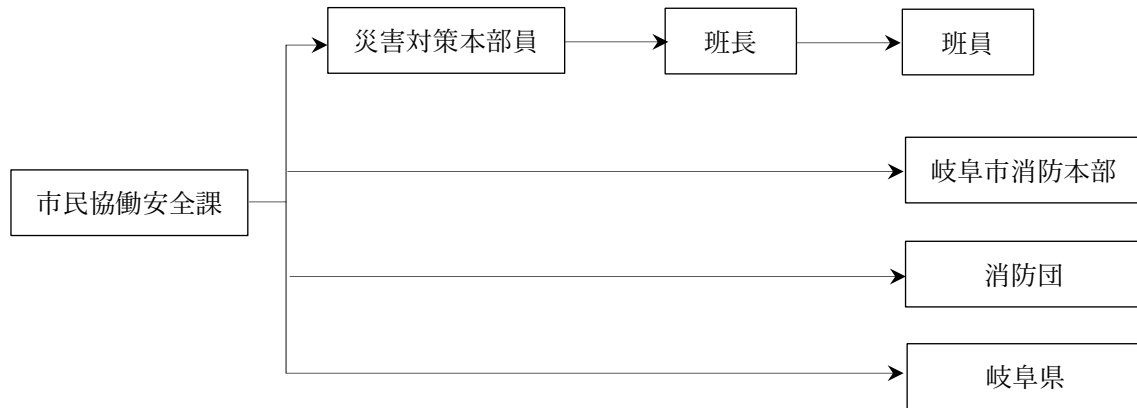 災害対策本部員
班長
班員
岐阜市消防本部
市民協働安全課
消防団
岐阜県